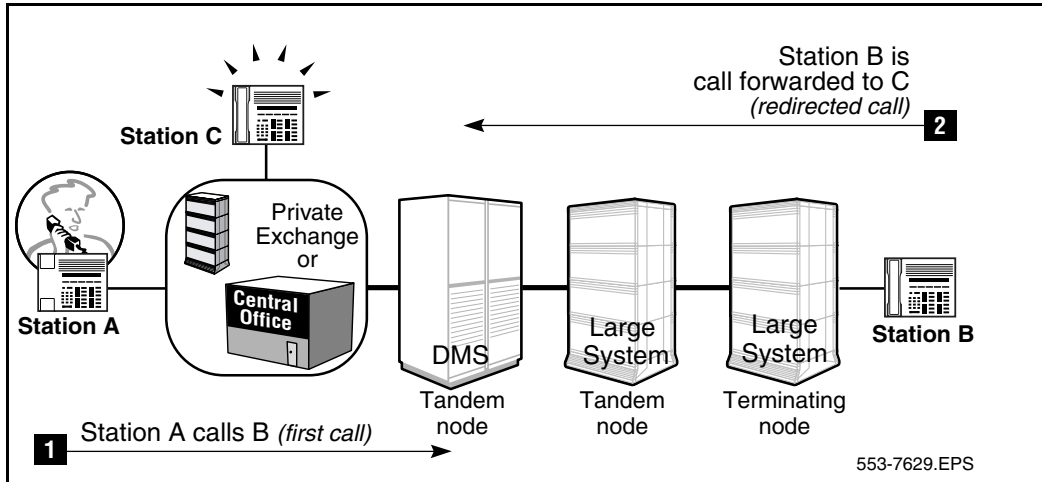 Station B is
call forwarded to C
(redirected call)
2
Station C
Private
Exchange
or
Central
Office
Station A
DMS
Large
System
Large
System
Station B
Tandem
node
Tandem
node
Terminating
node
1
Station A calls B (first call)
553-7629.EPS